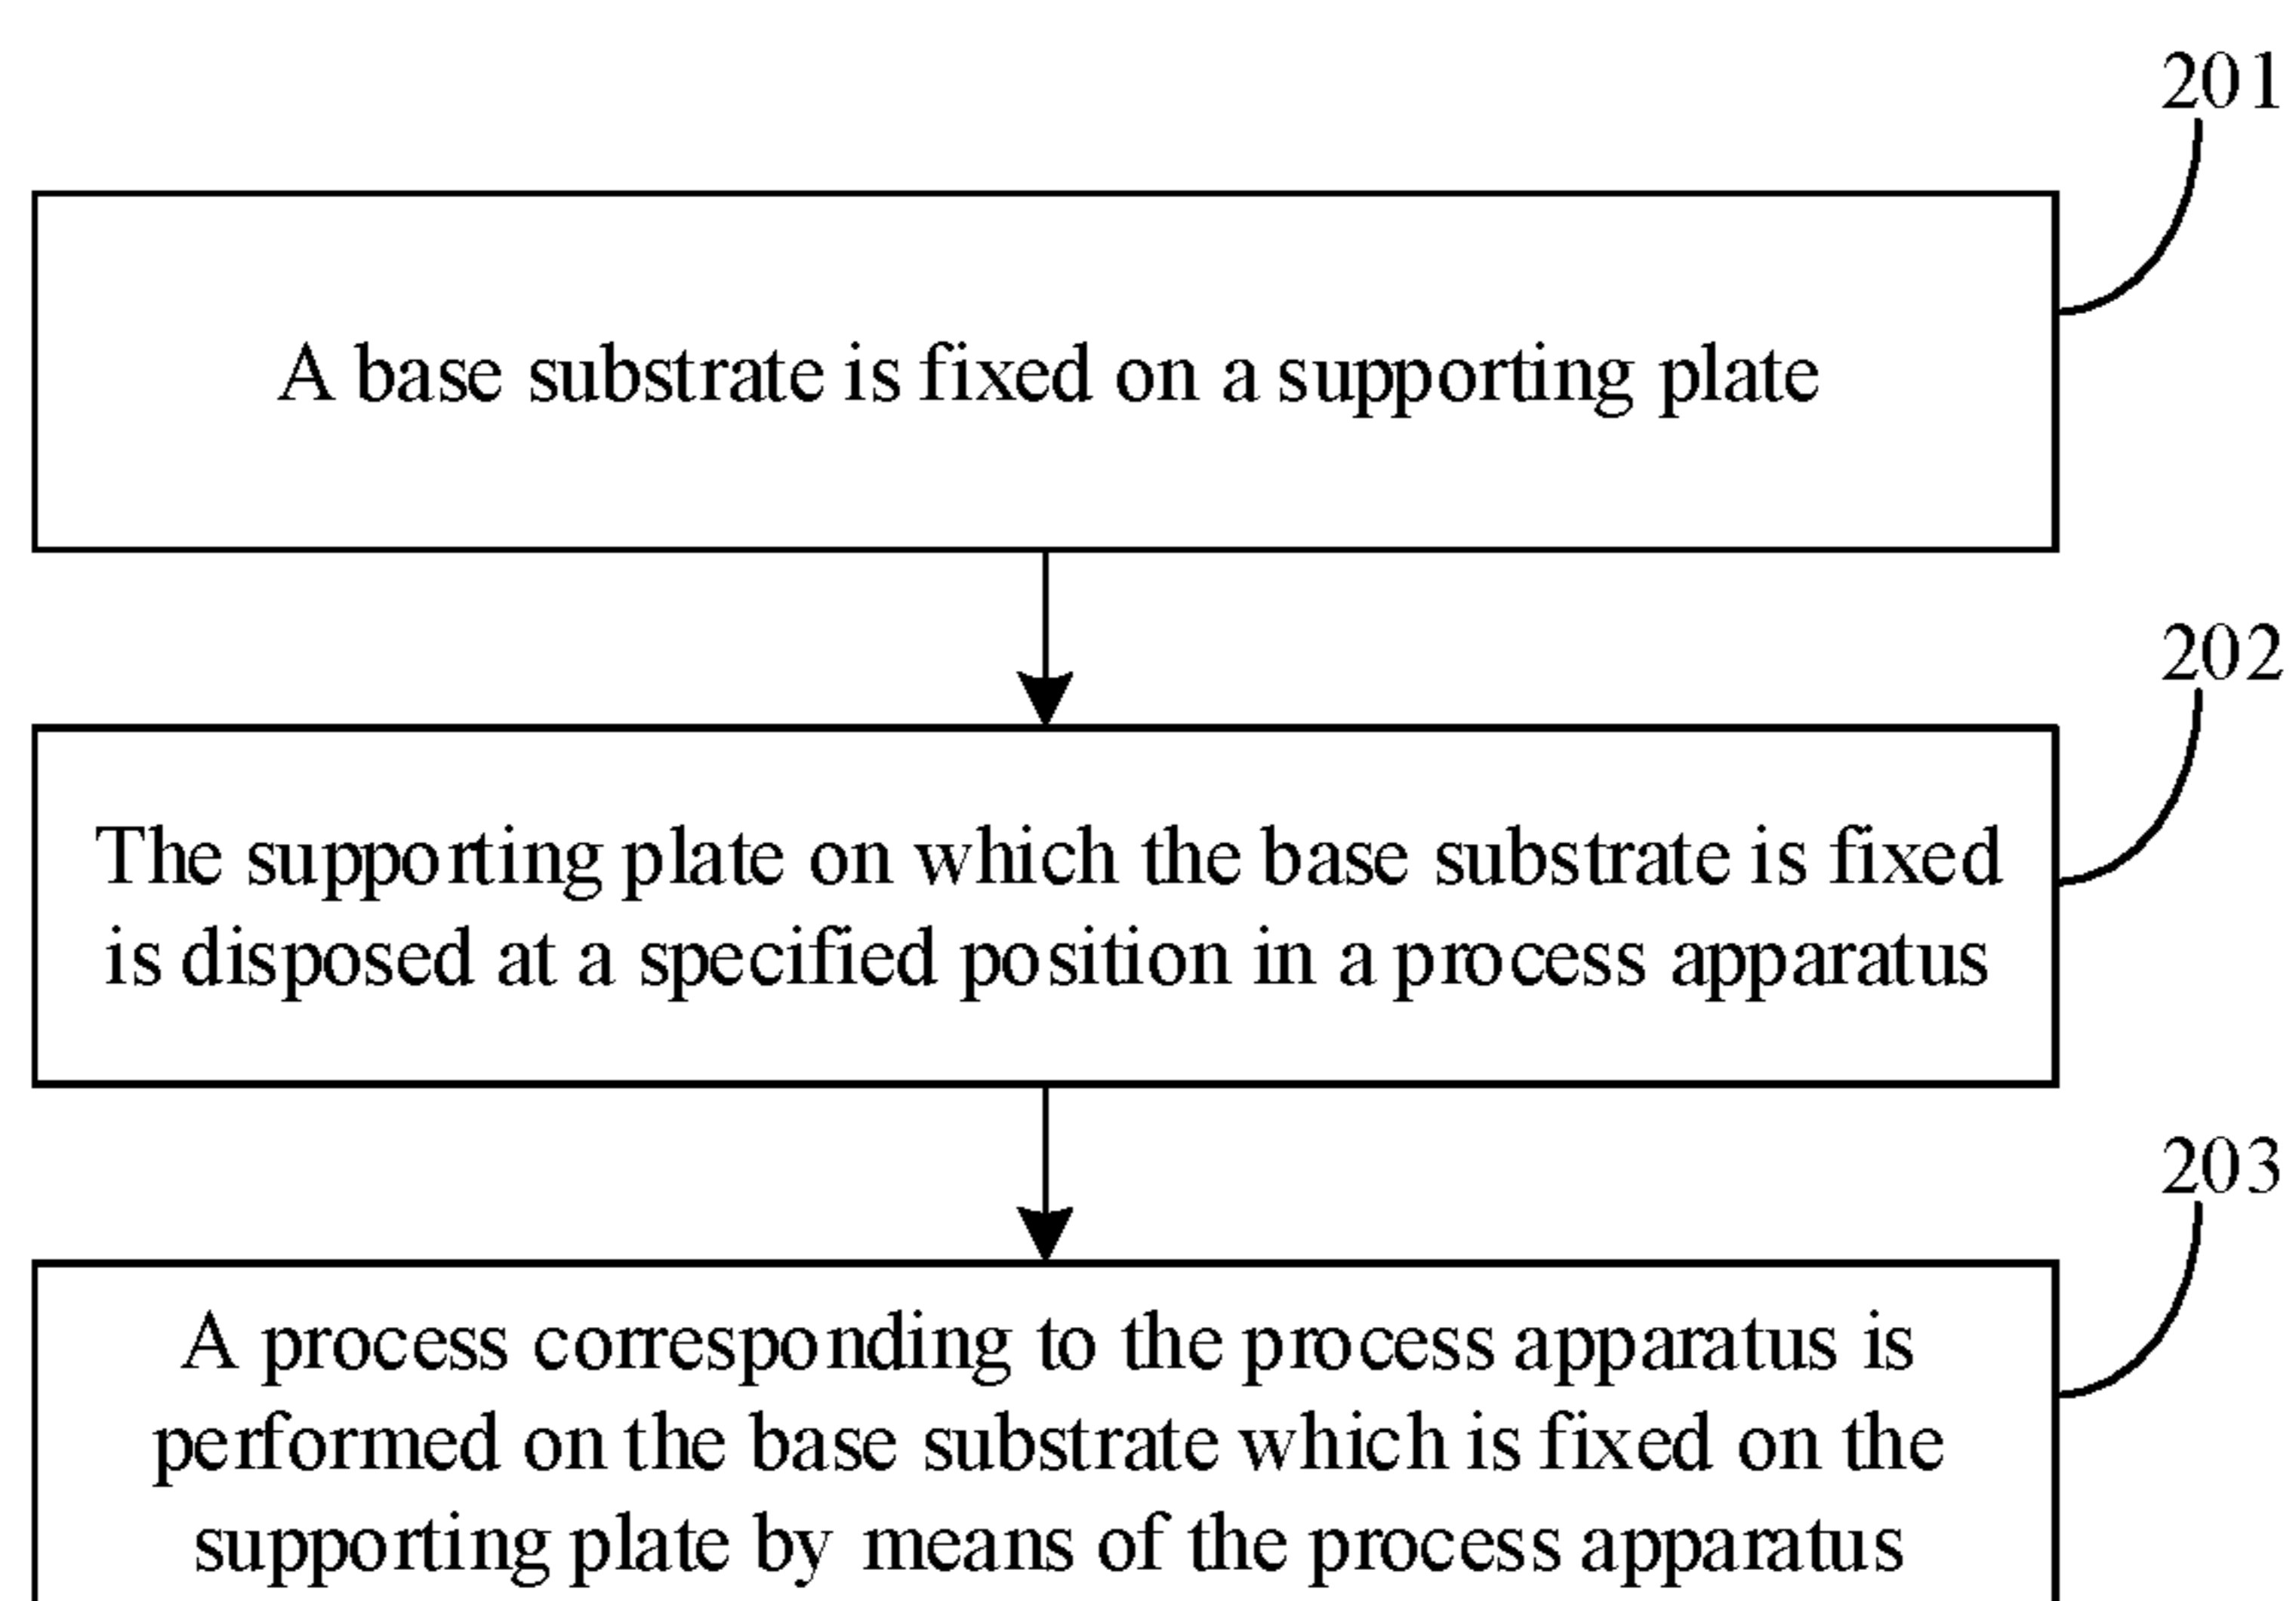 201
A base substrate is fixed on a supporting plate
202
The supporting plate on which the base substrate is fixed
is disposed at a specified position in a process apparatus
203
A process corresponding to the process apparatus is
performed on the base substrate which is fixed on the
supporting plate by means of the process apparatus